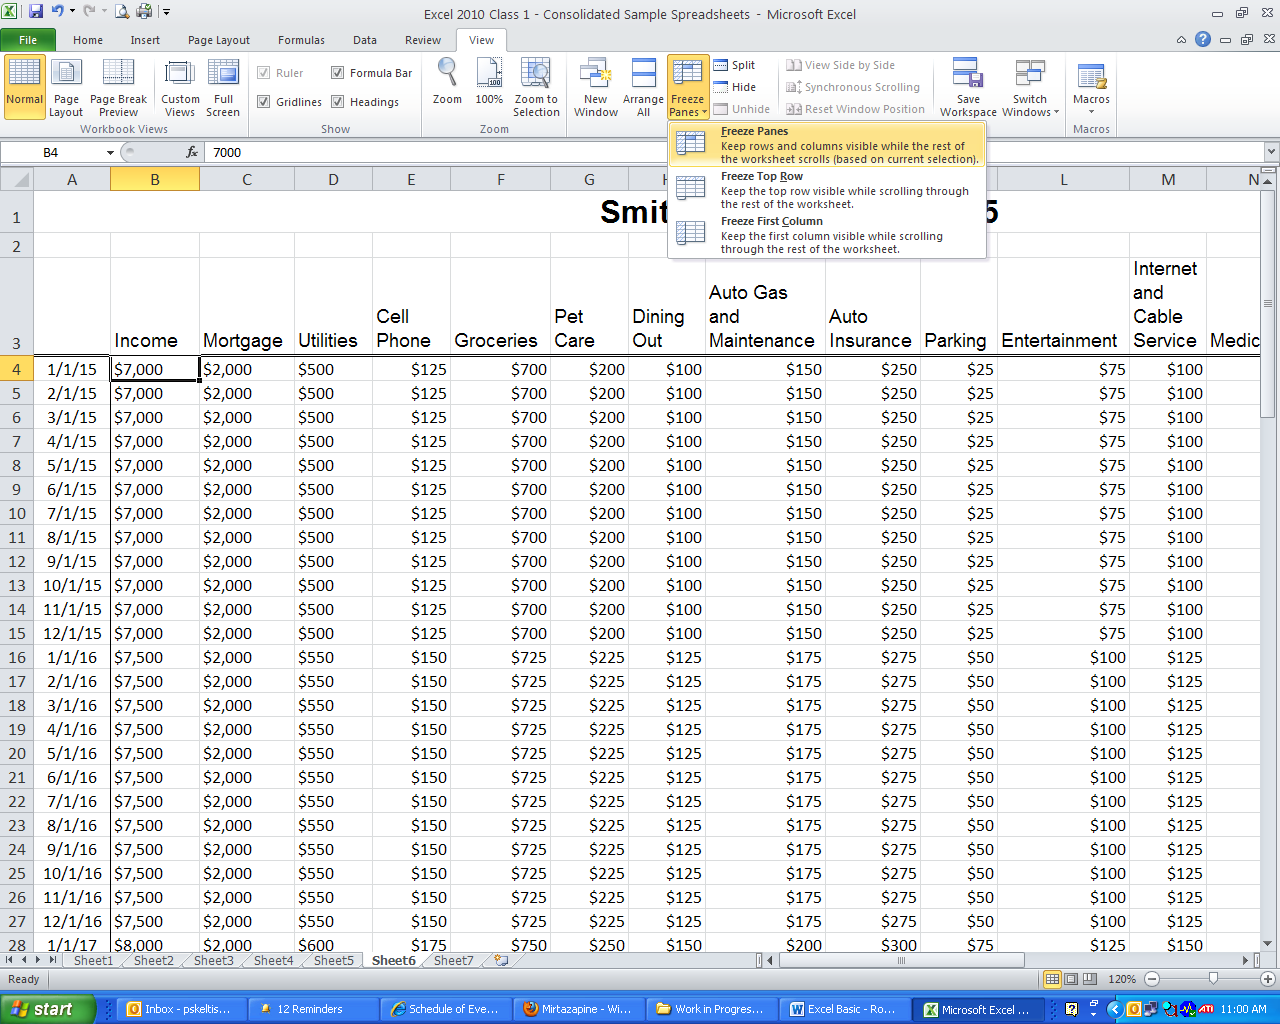 Excel 2010 Class 1 - Consolidated Sample Spreadsheets - Microsoft Excel
File Home Insert Page Layout Formulas Data Review View
Normal Page Layout Page Break Preview Custom Views Full Screen
Workbook Views
Ruler Formula Bar
Gridlines Headings
Show
Zoom 100% Zoom to Selection
Zoom
New Window Arrange All Freeze Panes
Split
Hide
Unhide
View Side by Side
Synchronous Scrolling
Reset Window Position
Save Workspace Switch Windows
Macros
Macros
Freeze Panes
Keep rows and columns visible while the rest of
the worksheet scrolls (based on current selection).
Freeze Top Row
Keep the top row visible while scrolling through
the rest of the worksheet.
Freeze First Column
Keep the first column visible while scrolling
through the rest of the worksheet.
B4 fx 7000
A B C D E F G H L M N
1 Smit 5
2
3 Income Mortgage Utilities Cell Phone Groceries Pet Care Dining Out Auto Gas and Maintenance Auto Insurance Parking Entertainment Internet and Cable Service Medic
4 1/1/15 $7,000 $2,000 $500 $125 $700 $200 $100 $150 $250 $25 $75 $100
5 2/1/15 $7,000 $2,000 $500 $125 $700 $200 $100 $150 $250 $25 $75 $100
6 3/1/15 $7,000 $2,000 $500 $125 $700 $200 $100 $150 $250 $25 $75 $100
7 4/1/15 $7,000 $2,000 $500 $125 $700 $200 $100 $150 $250 $25 $75 $100
8 5/1/15 $7,000 $2,000 $500 $125 $700 $200 $100 $150 $250 $25 $75 $100
9 6/1/15 $7,000 $2,000 $500 $125 $700 $200 $100 $150 $250 $25 $75 $100
10 7/1/15 $7,000 $2,000 $500 $125 $700 $200 $100 $150 $250 $25 $75 $100
11 8/1/15 $7,000 $2,000 $500 $125 $700 $200 $100 $150 $250 $25 $75 $100
12 9/1/15 $7,000 $2,000 $500 $125 $700 $200 $100 $150 $250 $25 $75 $100
13 10/1/15 $7,000 $2,000 $500 $125 $700 $200 $100 $150 $250 $25 $75 $100
14 11/1/15 $7,000 $2,000 $500 $125 $700 $200 $100 $150 $250 $25 $75 $100
15 12/1/15 $7,000 $2,000 $500 $125 $700 $200 $100 $150 $250 $25 $75 $100
16 1/1/16 $7,500 $2,000 $550 $150 $725 $225 $125 $175 $275 $50 $100 $125
17 2/1/16 $7,500 $2,000 $550 $150 $725 $225 $125 $175 $275 $50 $100 $125
18 3/1/16 $7,500 $2,000 $550 $150 $725 $225 $125 $175 $275 $50 $100 $125
19 4/1/16 $7,500 $2,000 $550 $150 $725 $225 $125 $175 $275 $50 $100 $125
20 5/1/16 $7,500 $2,000 $550 $150 $725 $225 $125 $175 $275 $50 $100 $125
21 6/1/16 $7,500 $2,000 $550 $150 $725 $225 $125 $175 $275 $50 $100 $125
22 7/1/16 $7,500 $2,000 $550 $150 $725 $225 $125 $175 $275 $50 $100 $125
23 8/1/16 $7,500 $2,000 $550 $150 $725 $225 $125 $175 $275 $50 $100 $125
24 9/1/16 $7,500 $2,000 $550 $150 $725 $225 $125 $175 $275 $50 $100 $125
25 10/1/16 $7,500 $2,000 $550 $150 $725 $225 $125 $175 $275 $50 $100 $125
26 11/1/16 $7,500 $2,000 $550 $150 $725 $225 $125 $175 $275 $50 $100 $125
27 12/1/16 $7,500 $2,000 $550 $150 $725 $225 $125 $175 $275 $50 $100 $125
28 1/1/17 $8,000 $2,000 $600 $175 $750 $250 $150 $200 $300 $75 $125 $150
Sheet1 Sheet2 Sheet3 Sheet4 Sheet5 Sheet6 Sheet7
Ready 120%
start Inbox - pskeltis... 12 Reminders Schedule of Eve... Mirtazapine - Wi... Work in Progres... Excel Basic - Ro... Microsoft Excel ... ATI 11:00 AM